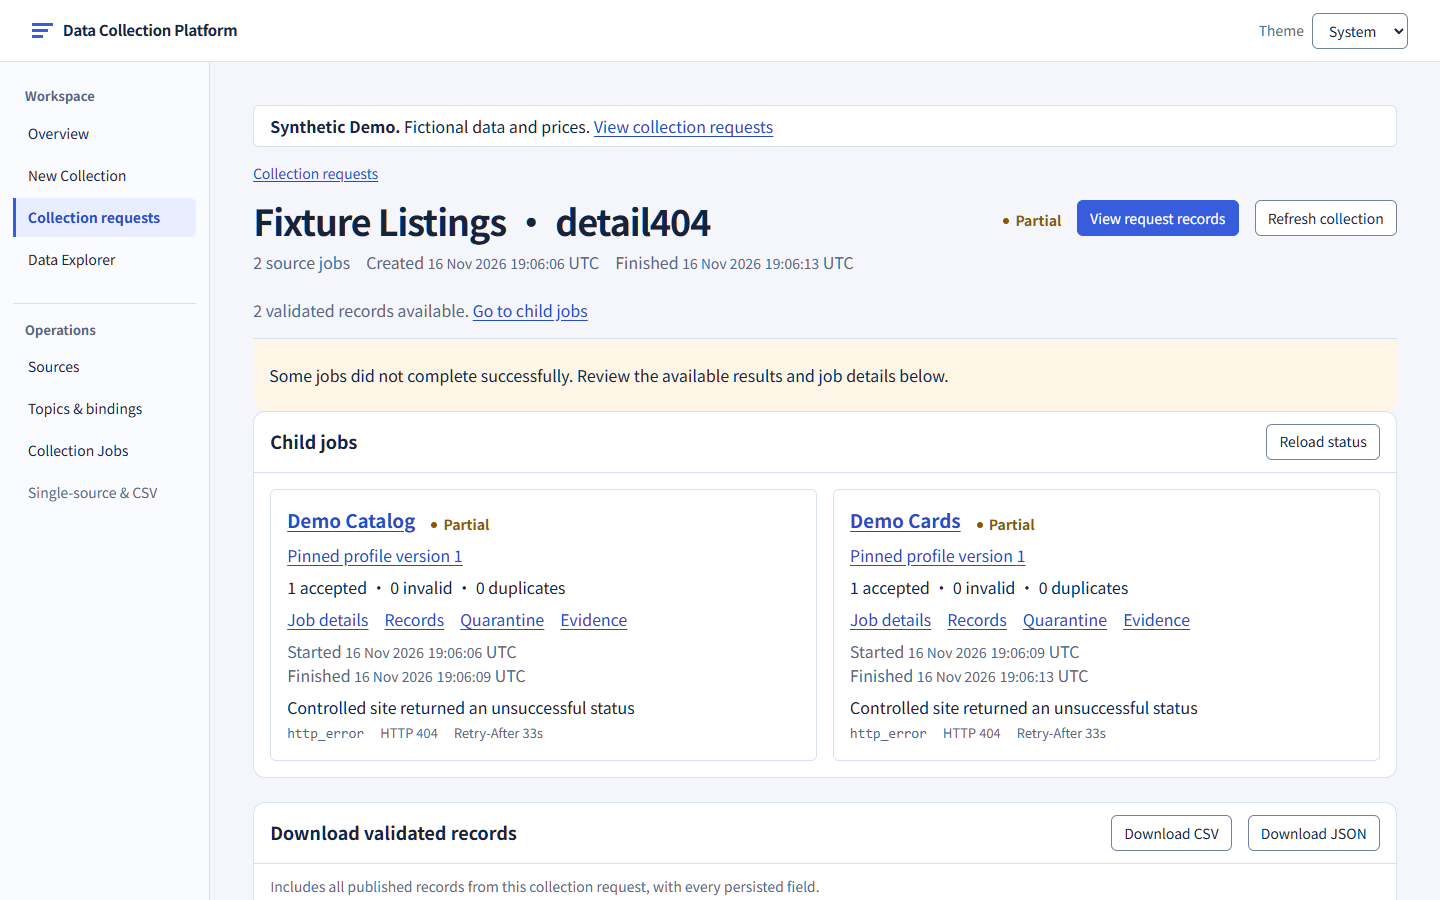 Data Collection Platform
Theme System
Workspace
Overview
New Collection
Collection requests
Data Explorer
Operations
Sources
Topics & bindings
Collection Jobs
Single-source & CSV
Synthetic Demo. Fictional data and prices. View collection requests
Collection requests
Fixture Listings • detail404
• Partial
View request records
Refresh collection
2 source jobs Created 16 Nov 2026 19:06:06 UTC Finished 16 Nov 2026 19:06:13 UTC
2 validated records available. Go to child jobs
Some jobs did not complete successfully. Review the available results and job details below.
Child jobs
Reload status
Demo Catalog • Partial
Pinned profile version 1
1 accepted • 0 invalid • 0 duplicates
Job details Records Quarantine Evidence
Started 16 Nov 2026 19:06:06 UTC
Finished 16 Nov 2026 19:06:09 UTC
Controlled site returned an unsuccessful status
http_error HTTP 404 Retry-After 33s
Demo Cards • Partial
Pinned profile version 1
1 accepted • 0 invalid • 0 duplicates
Job details Records Quarantine Evidence
Started 16 Nov 2026 19:06:09 UTC
Finished 16 Nov 2026 19:06:13 UTC
Controlled site returned an unsuccessful status
http_error HTTP 404 Retry-After 33s
Download validated records
Download CSV
Download JSON
Includes all published records from this collection request, with every persisted field.